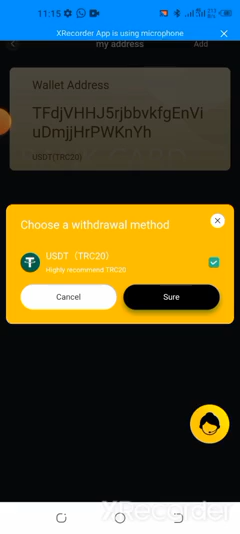 11:15
XRecorder App is using microphone
my address Add
Wallet Address
TFdjVHHJ5rjbbvkfgEnVi
uDmjjHrPWKnYh
USDT(TRC20)
Choose a withdrawal method
USDT（TRC20）
Highly recommend TRC20
Cancel Sure
XRecorder